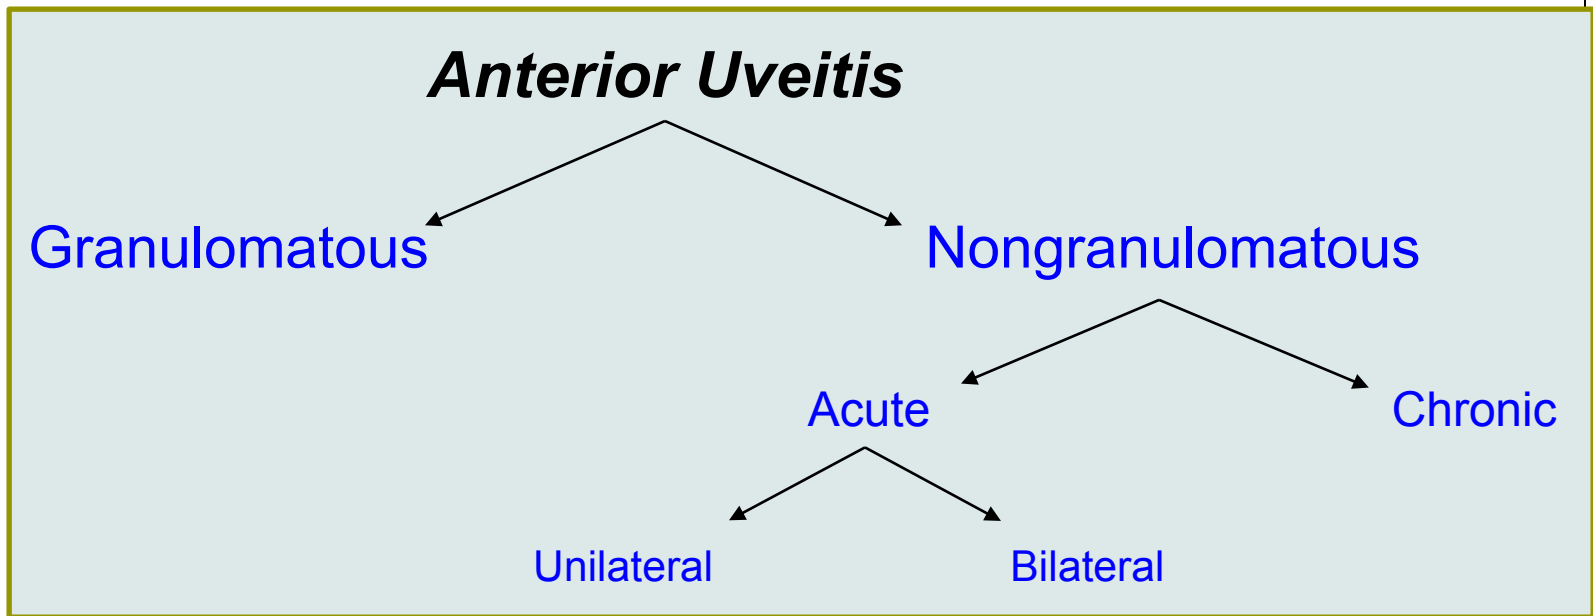 Anterior Uveitis
Granulomatous Nongranulomatous
Acute Chronic
Unilateral Bilateral